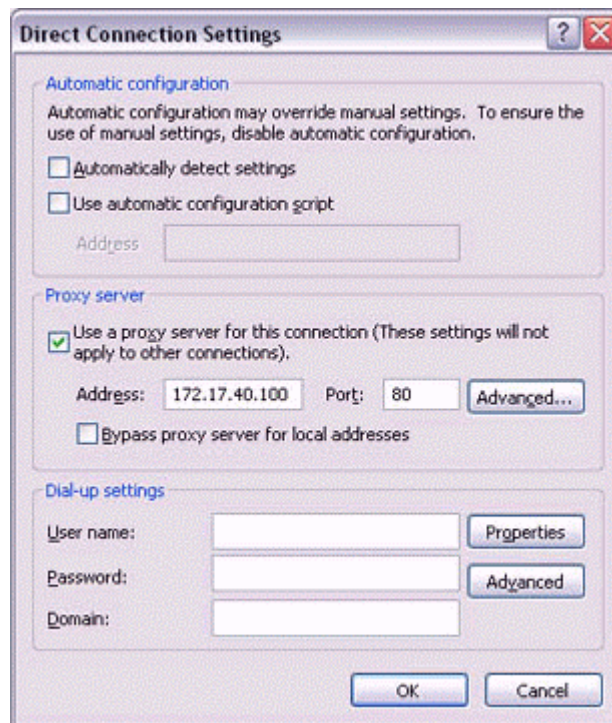 Direct Connection Settings
Automatic configuration
Automatic configuration may override manual settings. To ensure the
use of manual settings, disable automatic configuration.
Automatically detect settings
Use automatic configuration script
Address
Proxy server
Use a proxy server for this connection (These settings will not
apply to other connections).
Address: 172.17.40.100 Port: 80 Advanced...
Bypass proxy server for local addresses
Dial-up settings
User name: Properties
Password: Advanced
Domain:
OK Cancel